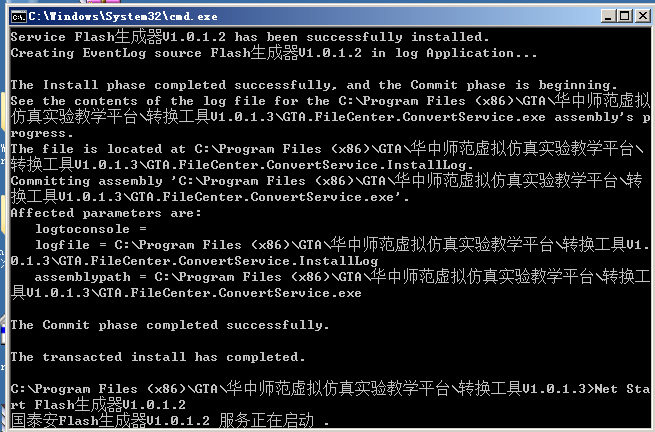 C:\Windows\System32\cmd.exe
Service Flash生成器V1.0.1.2 has been successfully installed.
Creating EventLog source Flash生成器V1.0.1.2 in log Application...
The Install phase completed successfully, and the Commit phase is beginning.
See the contents of the log file for the C:\Program Files (x86)\GTA\华中师范虚拟
仿真实验教学平台\转换工具V1.0.1.3\GTA.FileCenter.ConvertService.exe assembly's p
rogress.
The file is located at C:\Program Files (x86)\GTA\华中师范虚拟仿真实验教学平台\
转换工具V1.0.1.3\GTA.FileCenter.ConvertService.InstallLog.
Committing assembly 'C:\Program Files (x86)\GTA\华中师范虚拟仿真实验教学平台\转
换工具V1.0.1.3\GTA.FileCenter.ConvertService.exe'.
Affected parameters are:
logtoconsole =
logfile = C:\Program Files (x86)\GTA\华中师范虚拟仿真实验教学平台\转换工具V1.
0.1.3\GTA.FileCenter.ConvertService.InstallLog
assemblypath = C:\Program Files (x86)\GTA\华中师范虚拟仿真实验教学平台\转换工
具V1.0.1.3\GTA.FileCenter.ConvertService.exe
The Commit phase completed successfully.
The transacted install has completed.
C:\Program Files (x86)\GTA\华中师范虚拟仿真实验教学平台\转换工具V1.0.1.3>Net Sta
rt Flash生成器V1.0.1.2
国泰安Flash生成器V1.0.1.2 服务正在启动 .